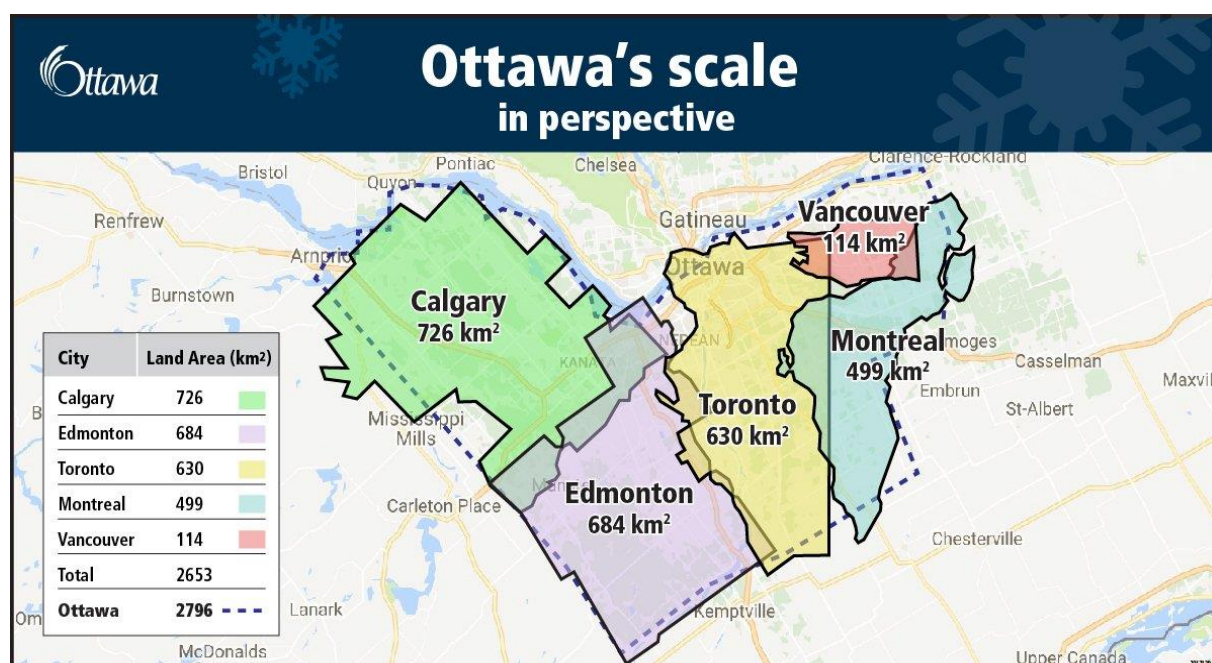 Ottawa
Ottawa's scale
in perspective
Clarence-Rockland
Pontiac
Chelsea
Bristol
Quyon
Renfrew
Gatineau
Vancouver
114 km²
Arnprior
Ottawa
Burnstown
Calgary
726 km²
NEPEAN
KANATA
Montreal
499 km²
Limoges
Casselman
Maxvil
Embrun
St-Albert
Mississippi
Mills
Toronto
630 km²
Edmonton
684 km²
Carleton Place
Chesterville
Kemptville
Lanark
McDonalds
Upper Canada
City Land Area (km²)
Calgary 726
Edmonton 684
Toronto 630
Montreal 499
Vancouver 114
Total 2653
Ottawa 2796